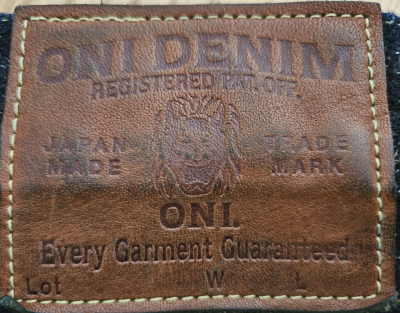 ONI DENIM
REGISTERED PAT. OFF.
JAPAN TRADE
MADE MARK
ONI.
Every Garment Guaranteed
Lot W L